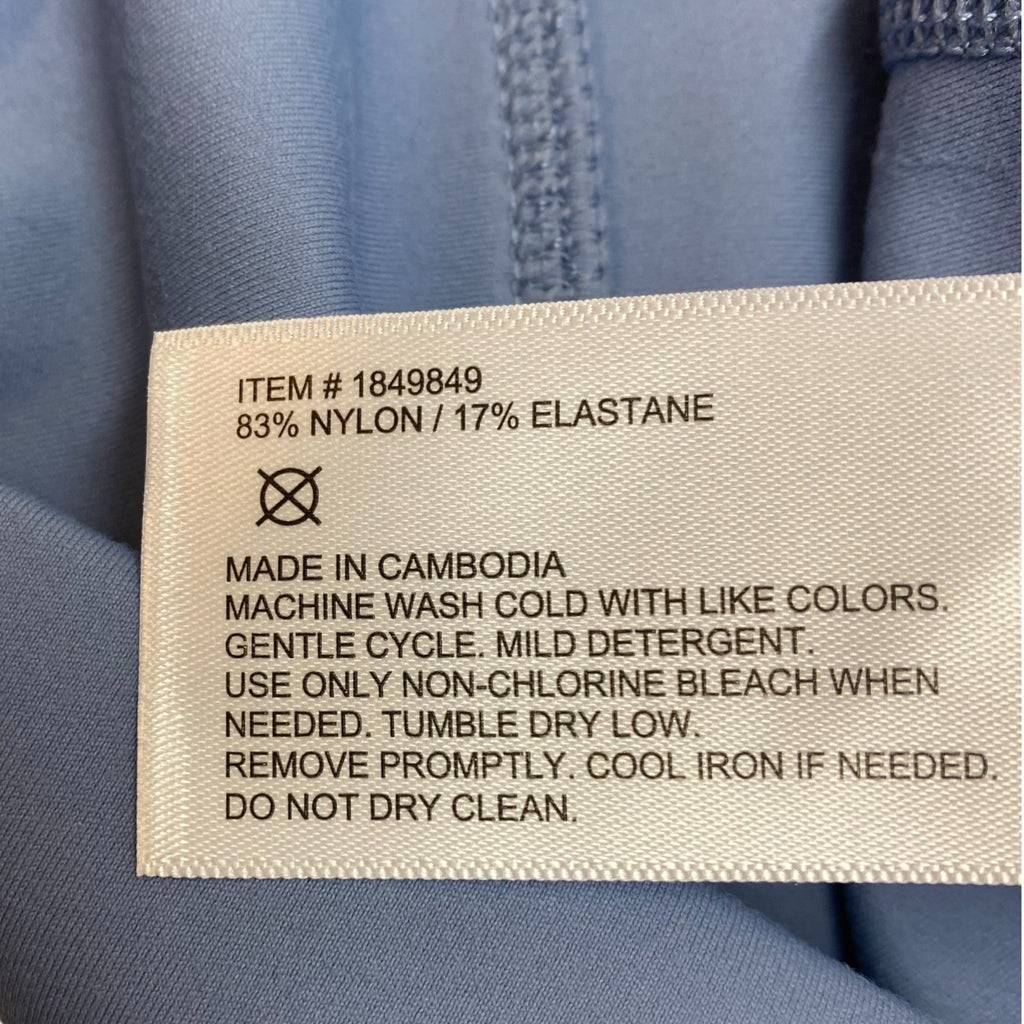 ITEM # 1849849
83% NYLON / 17% ELASTANE
MADE IN CAMBODIA
MACHINE WASH COLD WITH LIKE COLORS.
GENTLE CYCLE. MILD DETERGENT.
USE ONLY NON-CHLORINE BLEACH WHEN
NEEDED. TUMBLE DRY LOW.
REMOVE PROMPTLY. COOL IRON IF NEEDED.
DO NOT DRY CLEAN.